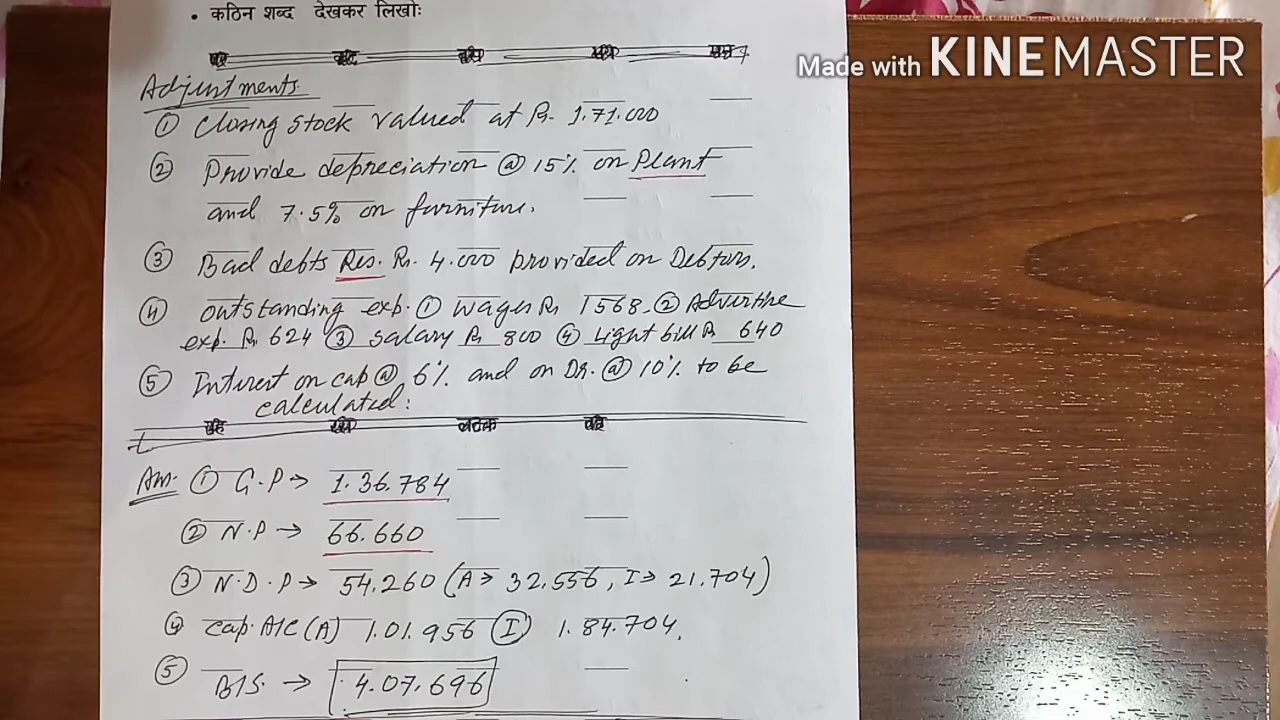 • कठिन शब्द देखकर लिखोः
Made with KINEMASTER
Adjustments.
① Closing stock valued at Rs. 1.71.000
② Provide depreciation @ 15% on Plant
and 7.5% on furniture.
③ Bad debts Res. Rs. 4.000 provided on Debtors.
④ outstanding exp. ① wages Rs 1568. ② Advertise
exp. Rs. 624 ③ salary Rs 800 ④ Light bill Rs 640
⑤ Interest on cap @ 6% and on DR. @ 10% to be
calculated:
Ans. ① G.P → 1.36.784
② N.P → 66.660
③ N.D.P → 54.260 (A → 32.556, I → 21.704)
④ cap. A/C (A) 1.01.956 (I) 1.84.704.
⑤ B/S. → 4.07.696